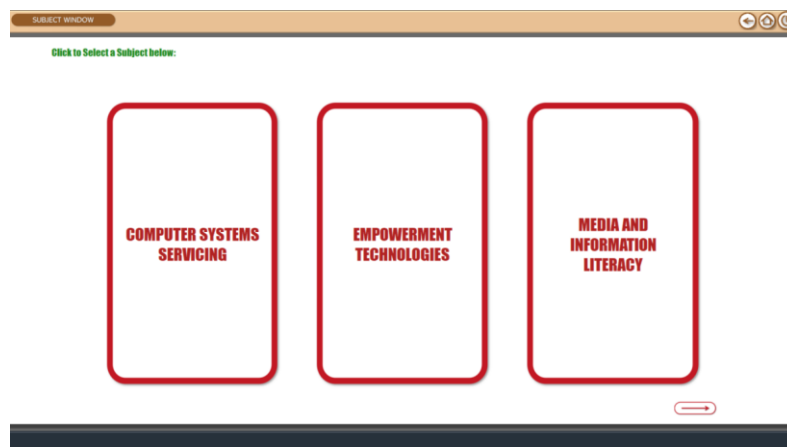 SUBJECT WINDOW
Click to Select a Subject below:
COMPUTER SYSTEMS
SERVICING
EMPOWERMENT
TECHNOLOGIES
MEDIA AND
INFORMATION
LITERACY